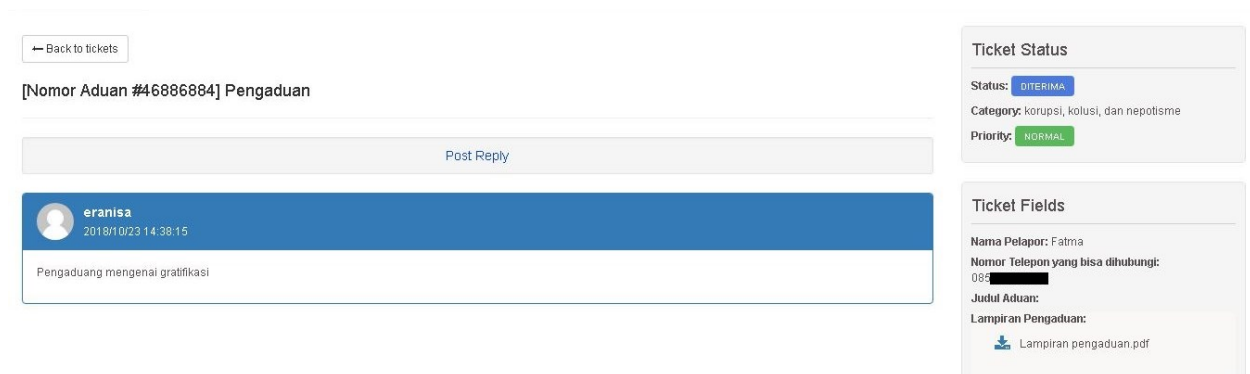 ← Back to tickets
[Nomor Aduan #46886884] Pengaduan
Post Reply
eranisa
2018/10/23 14:38:15
Pengaduang mengenai gratifikasi
Ticket Status
Status: DITERIMA
Category: korupsi, kolusi, dan nepotisme
Priority: NORMAL
Ticket Fields
Nama Pelapor: Fatma
Nomor Telepon yang bisa dihubungi:
085
Judul Aduan:
Lampiran Pengaduan:
Lampiran pengaduan.pdf